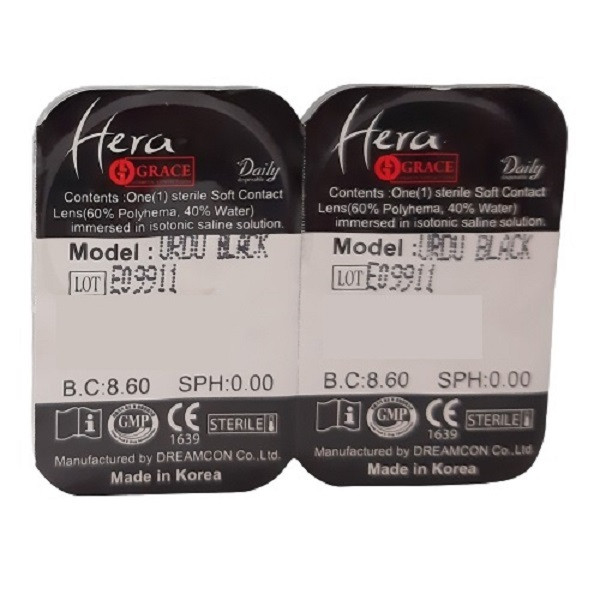 Hera
GRACE
Daily
Contents :One(1) sterile Soft Contact
Lens(60% Polyhema, 40% Water)
immersed in isotonic saline solution.
Model : URDU BLACK
LOT E09911
B.C:8.60 SPH:0.00
GMP
CE
1639
STERILE
Manufactured by DREAMCON Co.,Ltd.
Made in Korea
Hera
GRACE
Daily
Contents :One(1) sterile Soft Contact
Lens(60% Polyhema, 40% Water)
immersed in isotonic saline solution.
Model : URDU BLACK
LOT E09911
B.C:8.60 SPH:0.00
GMP
CE
1639
STERILE
Manufactured by DREAMCON Co.,Ltd.
Made in Korea